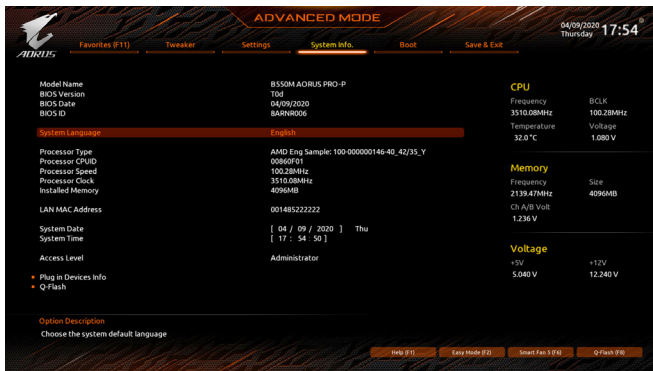 ADVANCED MODE
04/09/2020
Thursday 17:54
AORUS
Favorites (F11) Tweaker Settings System Info. Boot Save & Exit
Model Name B550M AORUS PRO-P
BIOS Version T0d
BIOS Date 04/09/2020
BIOS ID 8ARNR006
System Language English
Processor Type AMD Eng Sample: 100-000000146-40_42/35_Y
Processor CPUID 00860F01
Processor Speed 100.28MHz
Processor Clock 3510.08MHz
Installed Memory 4096MB
LAN MAC Address 001485222222
System Date [ 04 / 09 / 2020 ] Thu
System Time [ 17 : 54 : 50 ]
Access Level Administrator
Plug in Devices Info
Q-Flash
CPU
Frequency BCLK
3510.08MHz 100.28MHz
Temperature Voltage
32.0 °C 1.080 V
Memory
Frequency Size
2139.47MHz 4096MB
Ch A/B Volt
1.236 V
Voltage
+5V +12V
5.040 V 12.240 V
Option Description
Choose the system default language
Help (F1) Easy Mode (F2) Smart Fan 5 (F6) Q-Flash (F8)